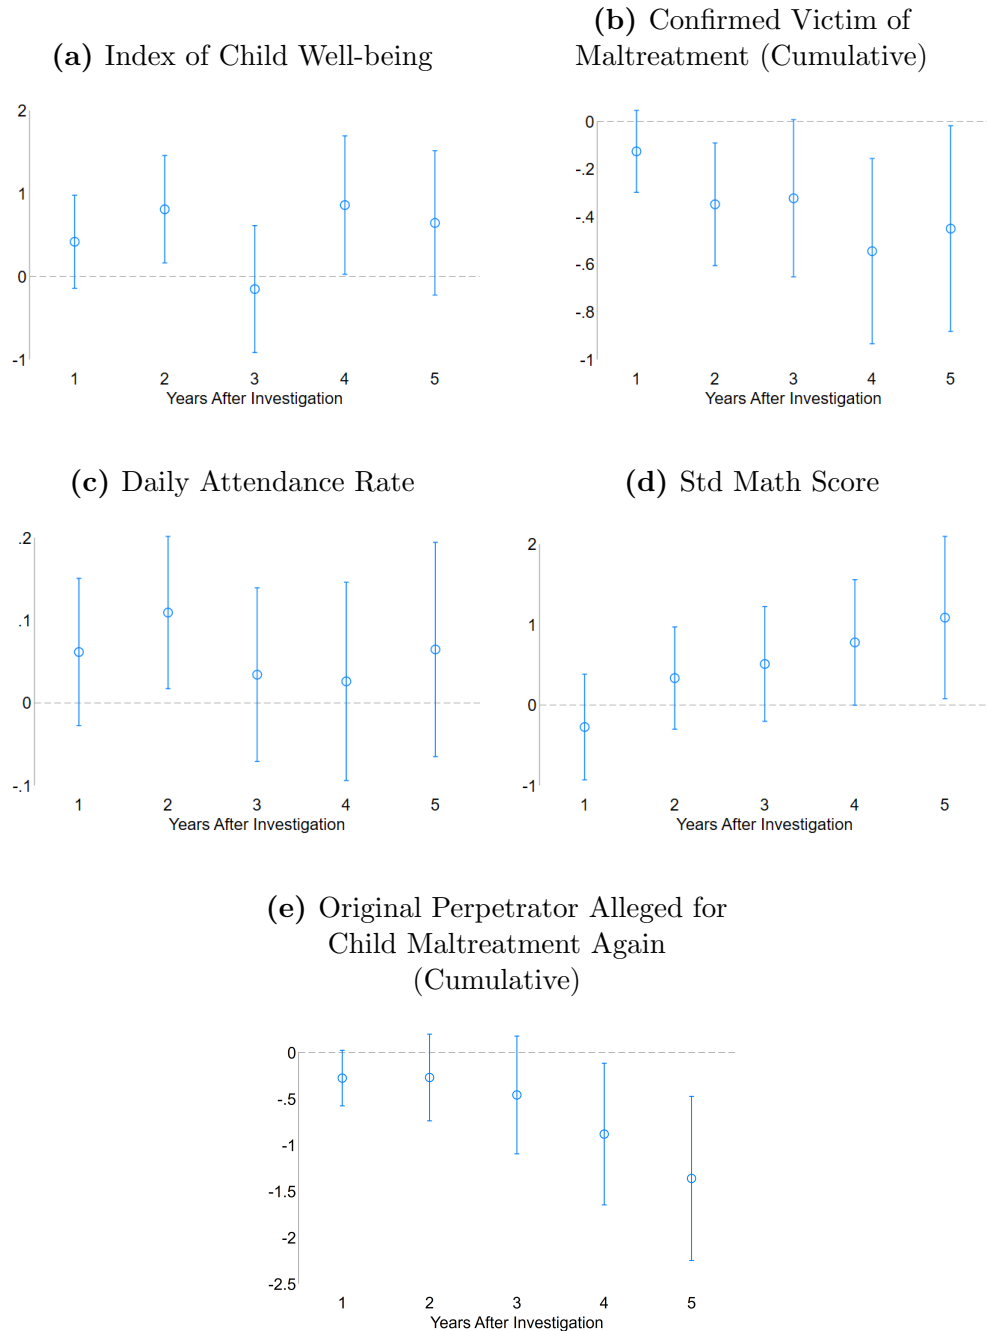 (a) Index of Child Well-being
2
1
0
-1
1 2 3 4 5
Years After Investigation
(b) Confirmed Victim of
Maltreatment (Cumulative)
0
-.2
-.4
-.6
-.8
-1
1 2 3 4 5
Years After Investigation
(c) Daily Attendance Rate
.2
.1
0
-.1
1 2 3 4 5
Years After Investigation
(d) Std Math Score
2
1
0
-1
1 2 3 4 5
Years After Investigation
(e) Original Perpetrator Alleged for
Child Maltreatment Again
(Cumulative)
0
-.5
-1
-1.5
-2
-2.5
1 2 3 4 5
Years After Investigation